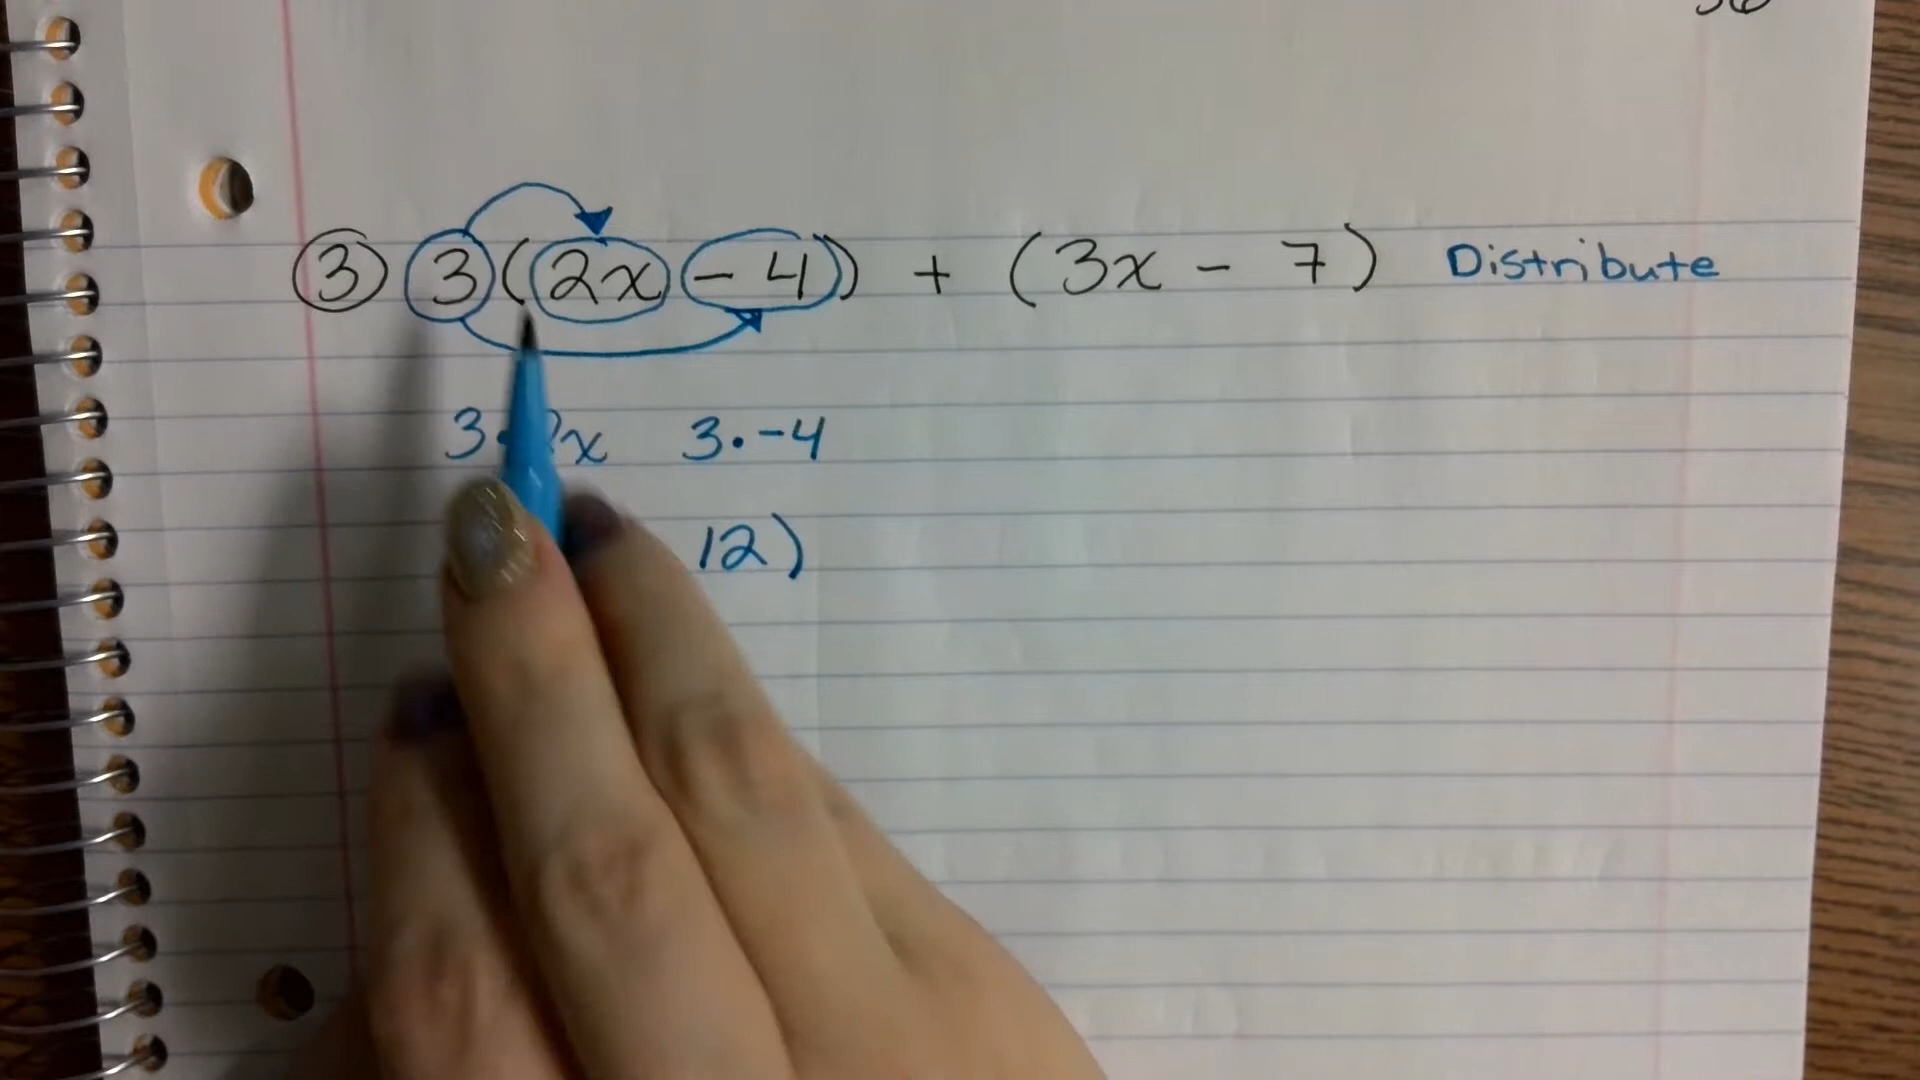 ③ 3(2x - 4) + (3x - 7) Distribute
3·2x 3·-4
12)